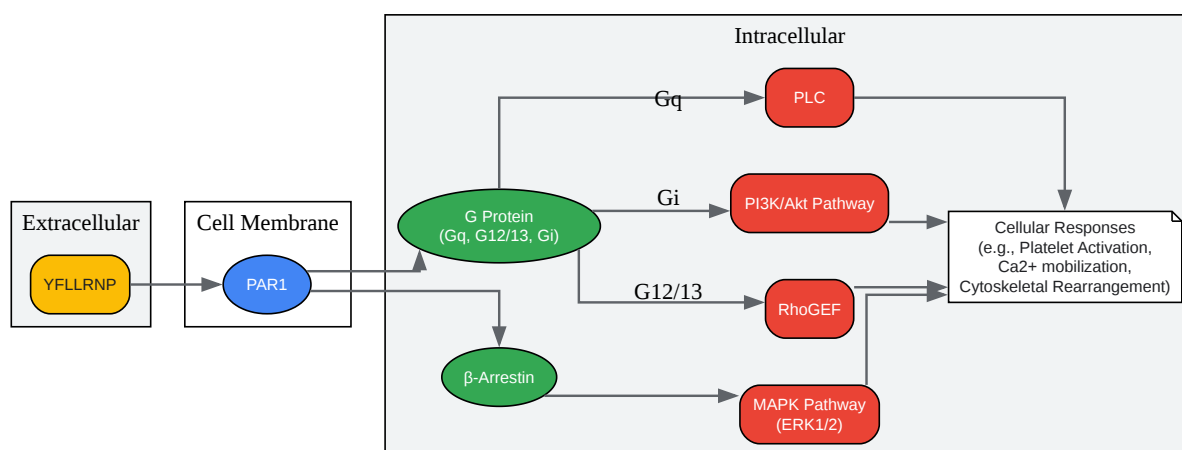 Intracellular
Gq
PLC
Extracellular
Cell Membrane
G Protein
(Gq, G12/13, Gi)
Gi
PI3K/Akt Pathway
YFLLRNP
PAR1
Cellular Responses
(e.g., Platelet Activation,
Ca2+ mobilization,
Cytoskeletal Rearrangement)
G12/13
RhoGEF
β-Arrestin
MAPK Pathway
(ERK1/2)